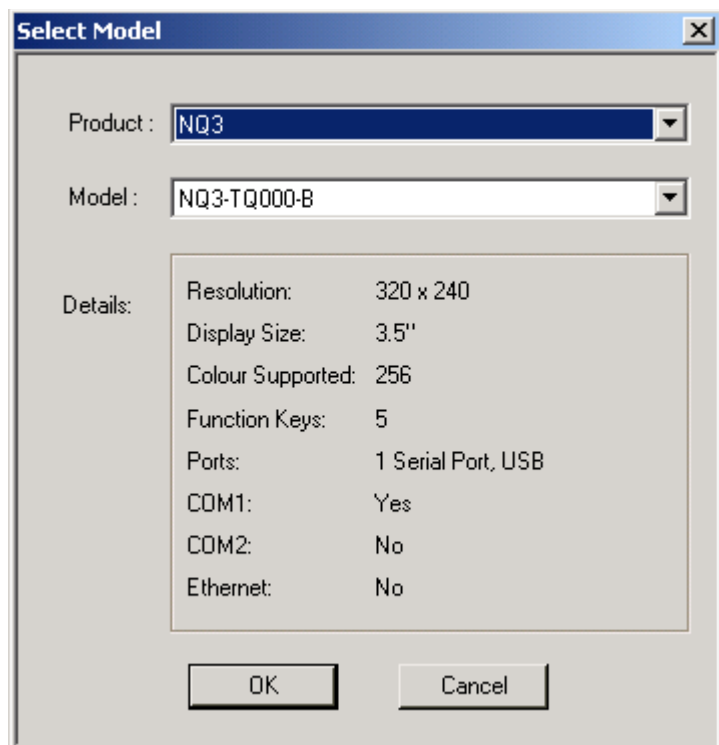 Select Model
Product : NQ3
Model : NQ3-TQ000-B
Details:
Resolution: 320 x 240
Display Size: 3.5"
Colour Supported: 256
Function Keys: 5
Ports: 1 Serial Port, USB
COM1: Yes
COM2: No
Ethernet: No
OK Cancel